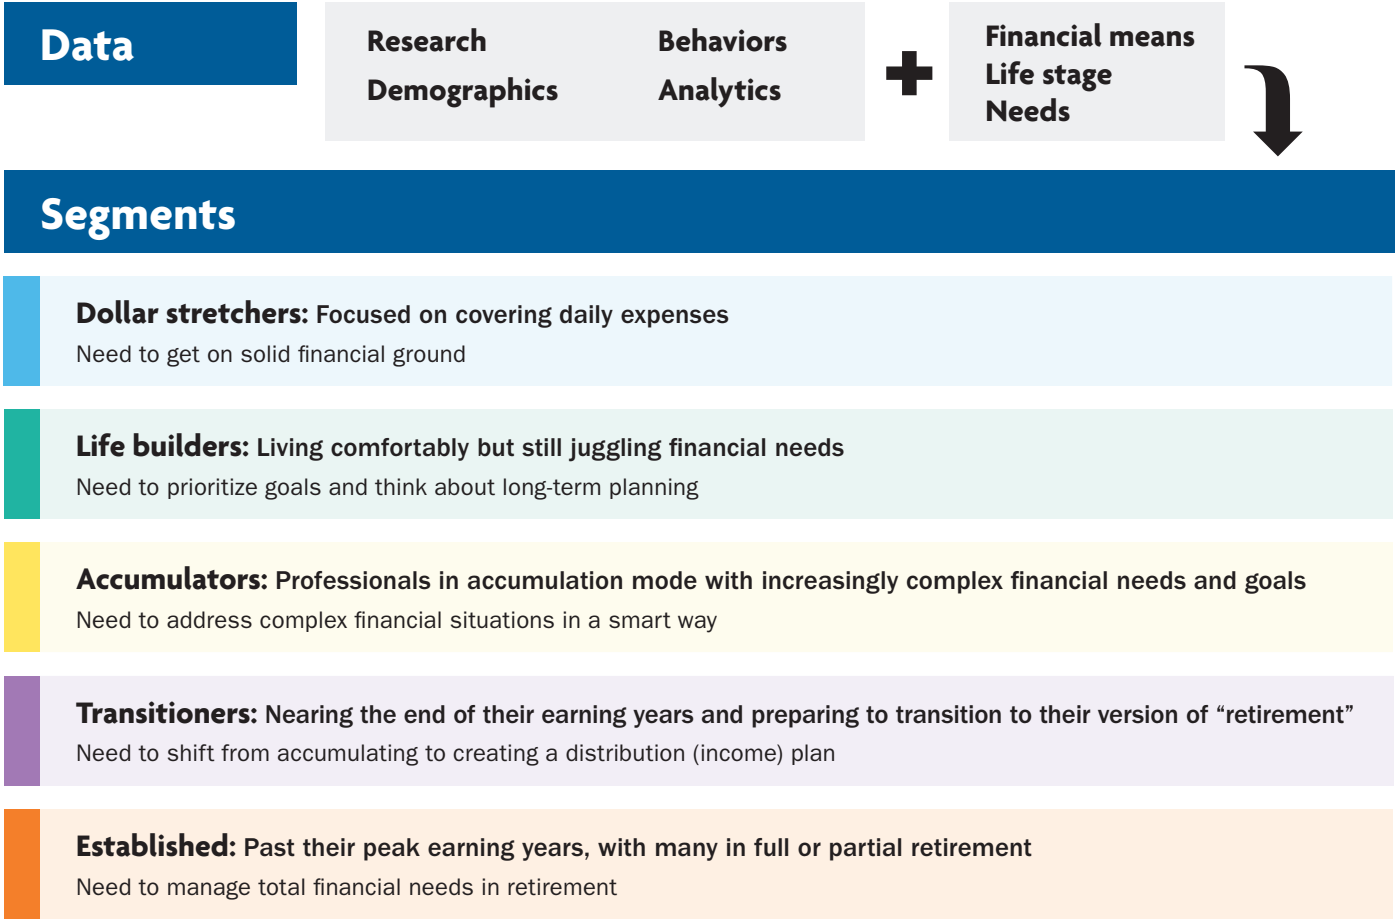 Data
Research
Behaviors
Demographics
Analytics
Financial means
Life stage
Needs
Segments
Dollar stretchers: Focused on covering daily expenses
Need to get on solid financial ground
Life builders: Living comfortably but still juggling financial needs
Need to prioritize goals and think about long-term planning
Accumulators: Professionals in accumulation mode with increasingly complex financial needs and goals
Need to address complex financial situations in a smart way
Transitioners: Nearing the end of their earning years and preparing to transition to their version of “retirement”
Need to shift from accumulating to creating a distribution (income) plan
Established: Past their peak earning years, with many in full or partial retirement
Need to manage total financial needs in retirement